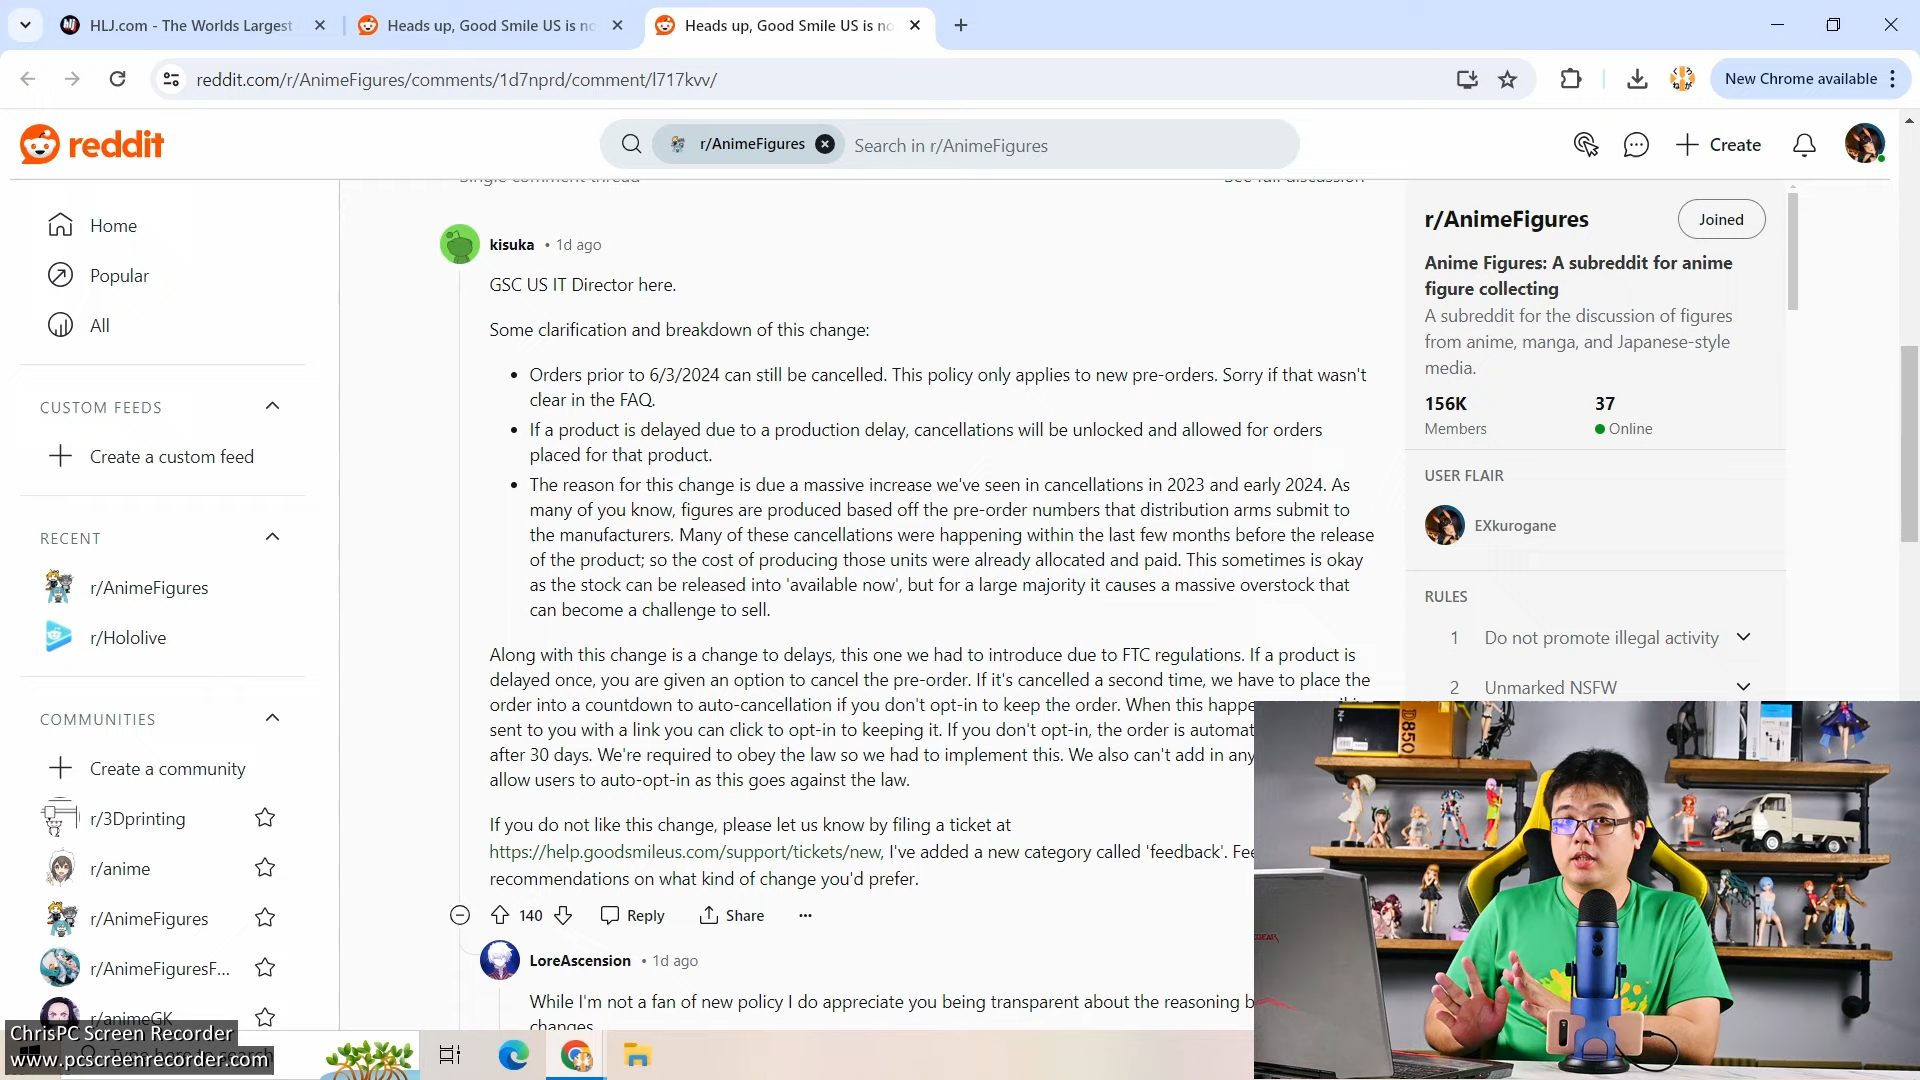 HLJ.com - The Worlds Largest
Heads up, Good Smile US is no
Heads up, Good Smile US is no
reddit.com/r/AnimeFigures/comments/1d7nprd/comment/l717kvv/
New Chrome available
reddit
r/AnimeFigures
Search in r/AnimeFigures
Create
Home
Popular
All
CUSTOM FEEDS
Create a custom feed
RECENT
r/AnimeFigures
r/Hololive
COMMUNITIES
Create a community
r/3Dprinting
r/anime
r/AnimeFigures
r/AnimeFiguresF...
r/animeGK
Single comment thread
See full discussion
kisuka • 1d ago
GSC US IT Director here.
Some clarification and breakdown of this change:
• Orders prior to 6/3/2024 can still be cancelled. This policy only applies to new pre-orders. Sorry if that wasn't
clear in the FAQ.
• If a product is delayed due to a production delay, cancellations will be unlocked and allowed for orders
placed for that product.
• The reason for this change is due a massive increase we've seen in cancellations in 2023 and early 2024. As
many of you know, figures are produced based off the pre-order numbers that distribution arms submit to
the manufacturers. Many of these cancellations were happening within the last few months before the release
of the product; so the cost of producing those units were already allocated and paid. This sometimes is okay
as the stock can be released into 'available now', but for a large majority it causes a massive overstock that
can become a challenge to sell.
Along with this change is a change to delays, this one we had to introduce due to FTC regulations. If a product is
delayed once, you are given an option to cancel the pre-order. If it's cancelled a second time, we have to place the
order into a countdown to auto-cancellation if you don't opt-in to keep the order. When this happe
sent to you with a link you can click to opt-in to keeping it. If you don't opt-in, the order is automat
after 30 days. We're required to obey the law so we had to implement this. We also can't add in any
allow users to auto-opt-in as this goes against the law.
If you do not like this change, please let us know by filing a ticket at
https://help.goodsmileus.com/support/tickets/new, I've added a new category called 'feedback'. Fee
recommendations on what kind of change you'd prefer.
140 Reply Share
LoreAscension • 1d ago
While I'm not a fan of new policy I do appreciate you being transparent about the reasoning b
changes
r/AnimeFigures
Joined
Anime Figures: A subreddit for anime
figure collecting
A subreddit for the discussion of figures
from anime, manga, and Japanese-style
media.
156K 37
Members Online
USER FLAIR
EXkurogane
RULES
1 Do not promote illegal activity
2 Unmarked NSFW
D850
ChrisPC Screen Recorder
www.pcscreenrecorder.com
Type here to search